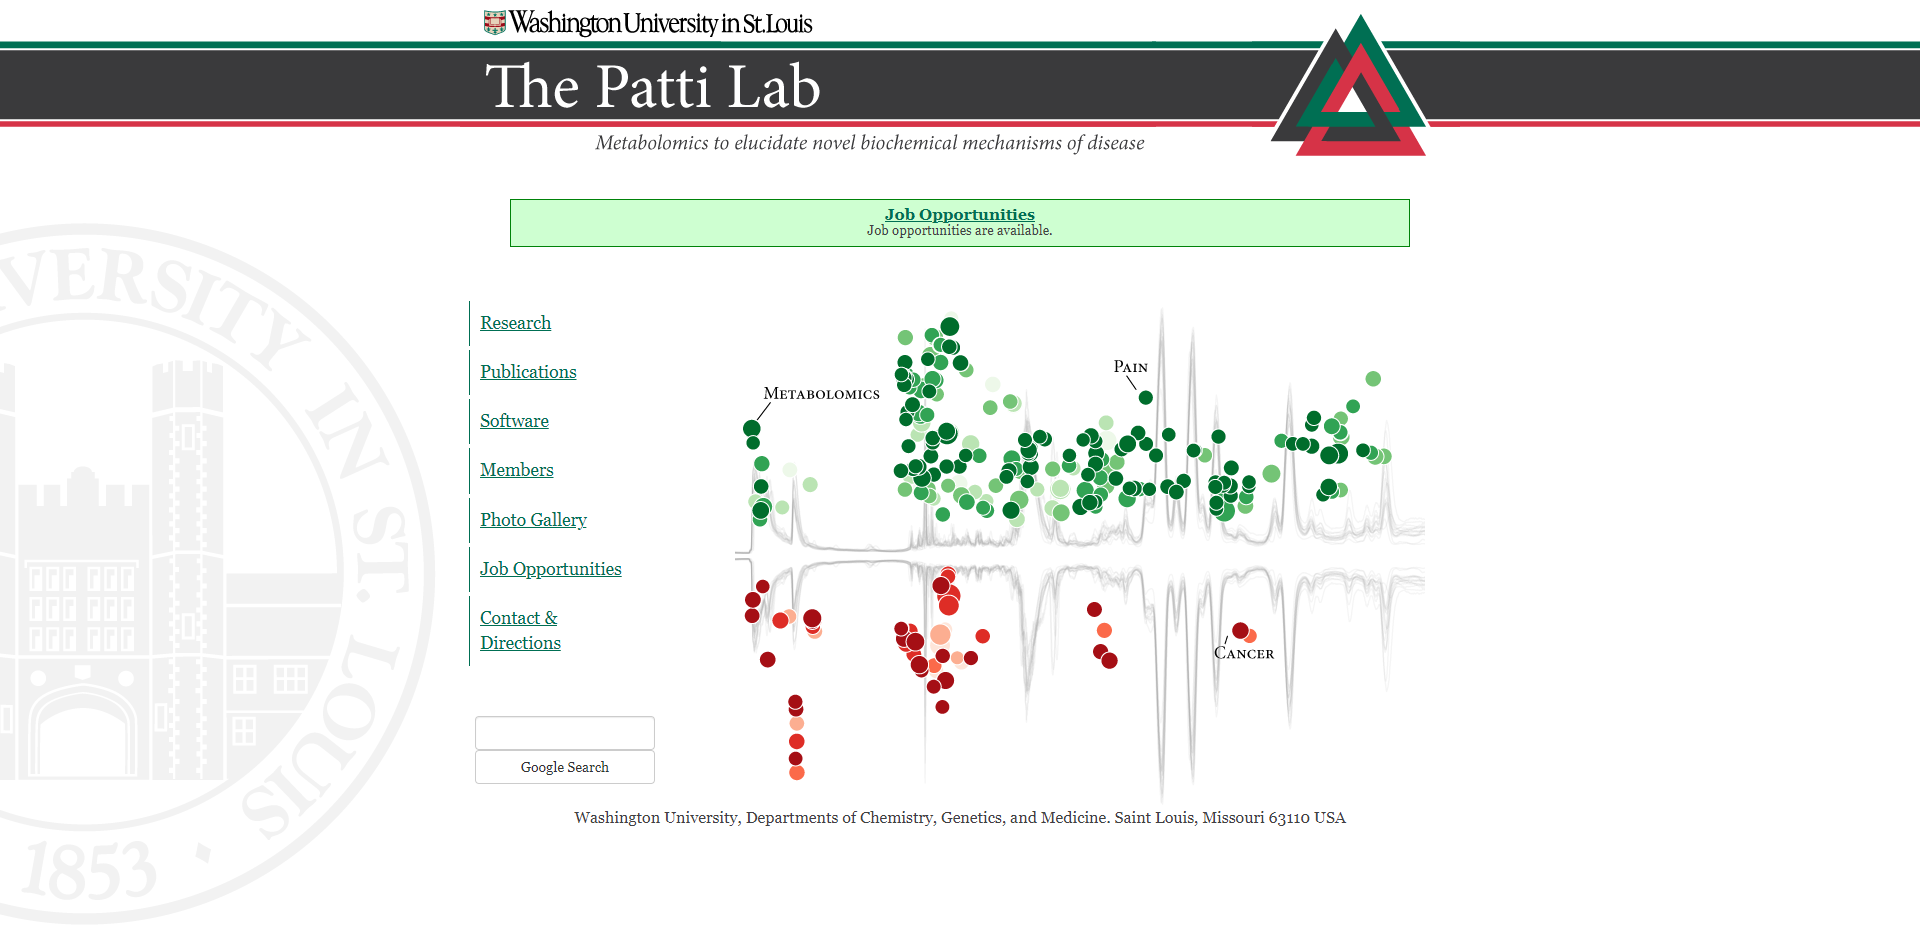 Washington University in St. Louis
The Patti Lab
Metabolomics to elucidate novel biochemical mechanisms of disease
Job Opportunities
Job opportunities are available.
Research
Publications
Software
Members
Photo Gallery
Job Opportunities
Contact &
Directions
Google Search
METABOLOMICS
PAIN
CANCER
Washington University, Departments of Chemistry, Genetics, and Medicine. Saint Louis, Missouri 63110 USA
VERSITY IN ST. LOUIS
1853